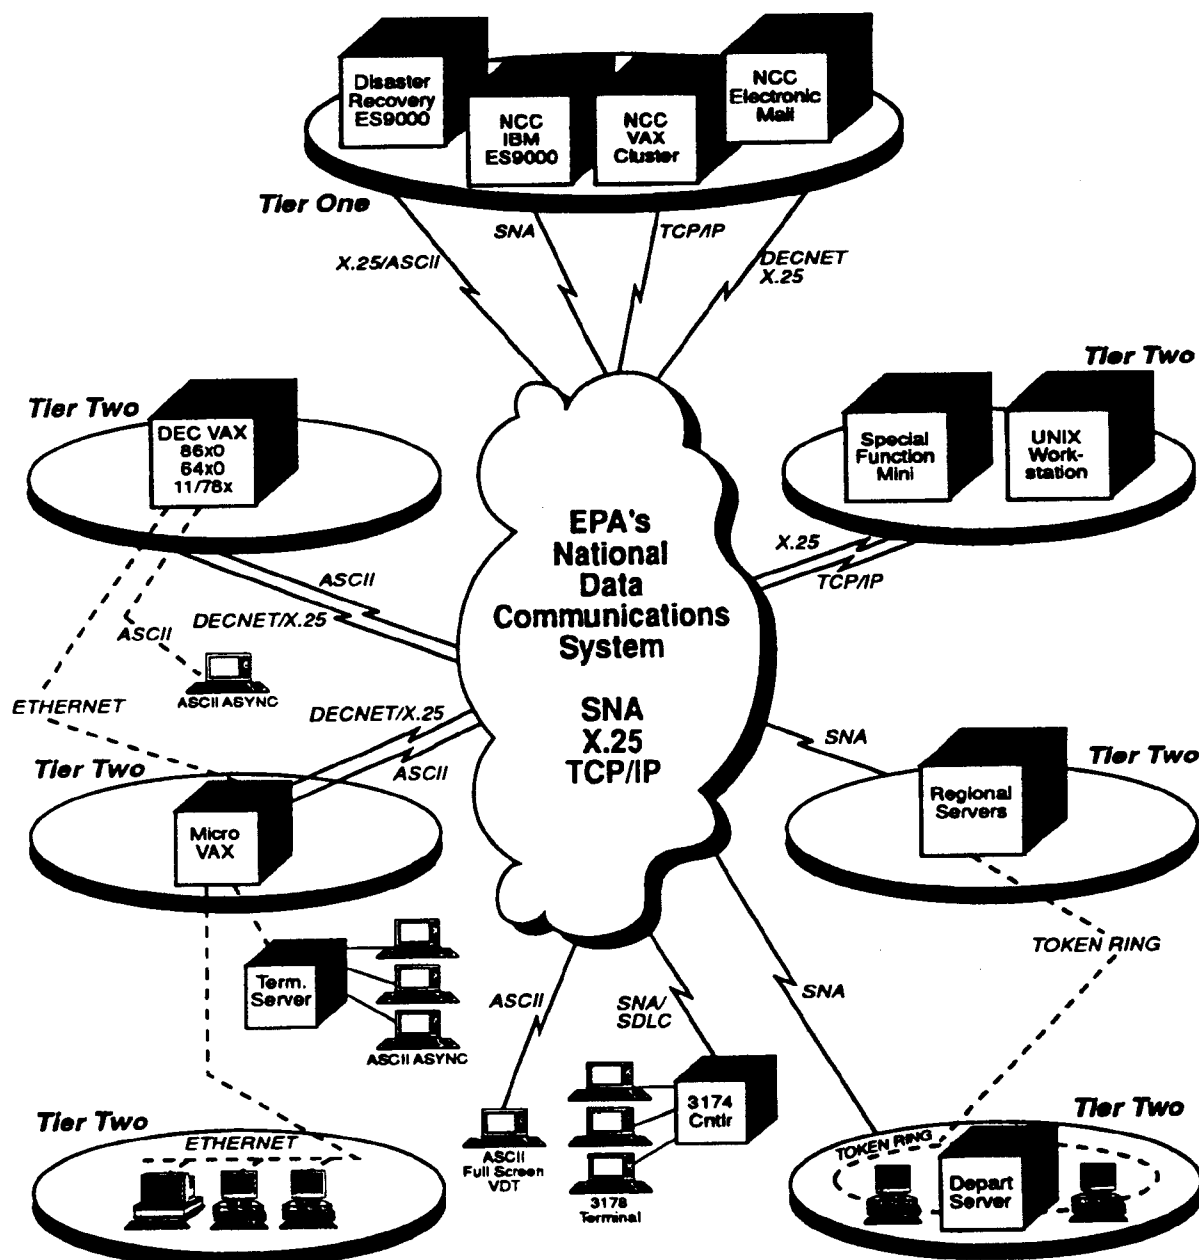 Disaster
Recovery
ES9000
NCC
IBM
ES9000
NCC
VAX
Cluster
NCC
Electronic
Mail
Tier One
X.25/ASCII
SNA
TCP/IP
DECNET
X.25
Tier Two
DEC VAX
86x0
64x0
11/78x
Tier Two
Special
Function
Mini
UNIX
Work-
station
EPA's
National
Data
Communications
System
SNA
X.25
TCP/IP
ASCII
DECNET/X.25
X.25
TCP/IP
ASCII
ASCII ASYNC
ETHERNET
DECNET/X.25
ASCII
Tier Two
Micro
VAX
SNA
Tier Two
Regional
Servers
TOKEN RING
Term.
Server
ASCII ASYNC
ASCII
SNA/
SDLC
SNA
Tier Two
ETHERNET
ASCII
Full Screen
VDT
3174
Cntlr
3178
Terminal
Tier Two
TOKEN RING
Depart
Server